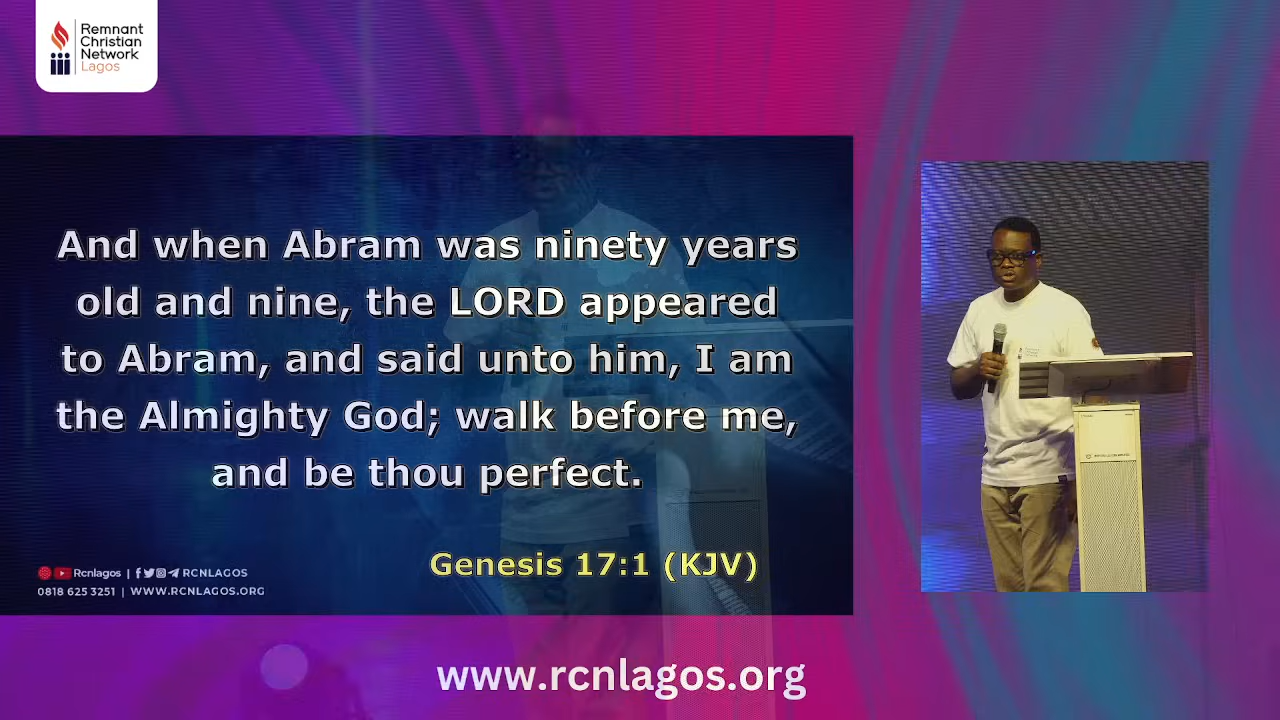 Remnant
Christian
Network
Lagos
And when Abram was ninety years
old and nine, the LORD appeared
to Abram, and said unto him, I am
the Almighty God; walk before me,
and be thou perfect.
Genesis 17:1 (KJV)
Rcnlagos | RCNLAGOS
0818 625 3251 | WWW.RCNLAGOS.ORG
www.rcnlagos.org